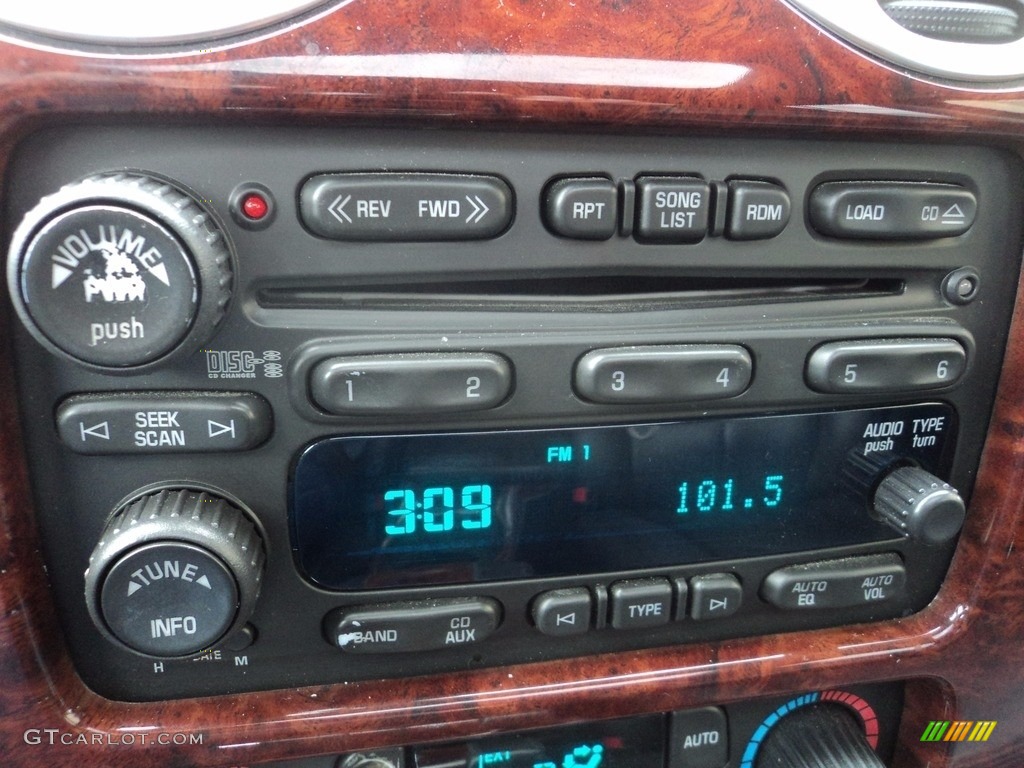 VOLUME
PWR
push
REV FWD
RPT
SONG
LIST
RDM
LOAD CD
DISC
CD CHANGER
1 2
3 4
5 6
SEEK
SCAN
FM 1
3:09
101.5
AUDIO TYPE
push turn
TUNE
INFO
H M
BAND
CD
AUX
TYPE
AUTO
EQ
AUTO
VOL
EXT
AUTO
GTCARLOT.COM